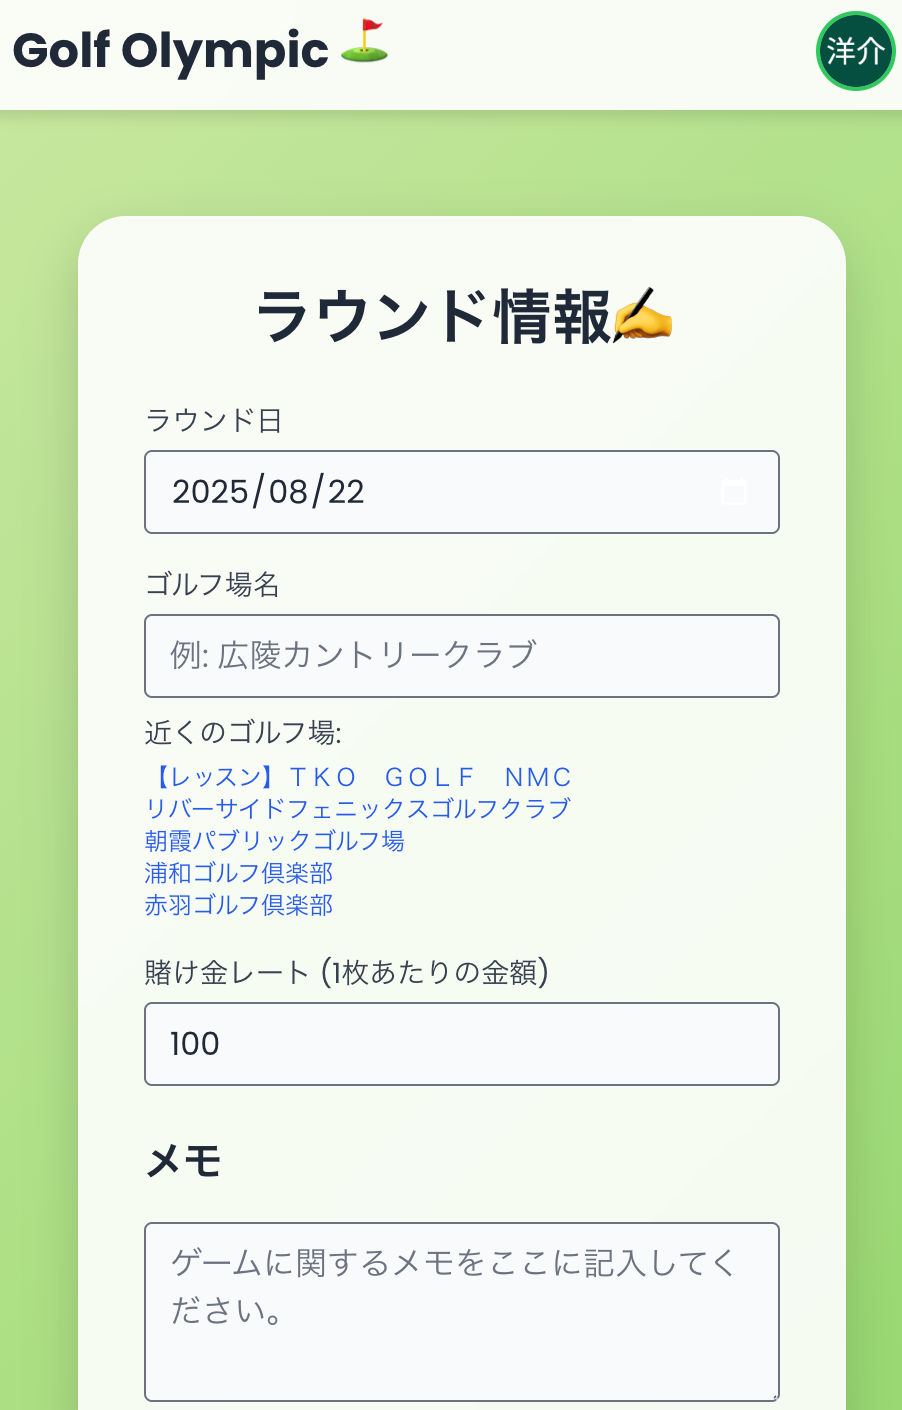 Golf Olympic ⛳
洋介
ラウンド情報✍
ラウンド日
2025/08/22
ゴルフ場名
例: 広陵カントリークラブ
近くのゴルフ場:
【レッスン】ＴＫＯ　ＧＯＬＦ　ＮＭＣ
リバーサイドフェニックスゴルフクラブ
朝霞パブリックゴルフ場
浦和ゴルフ倶楽部
赤羽ゴルフ倶楽部
賭け金レート (1枚あたりの金額)
100
メモ
ゲームに関するメモをここに記入してく
ださい。